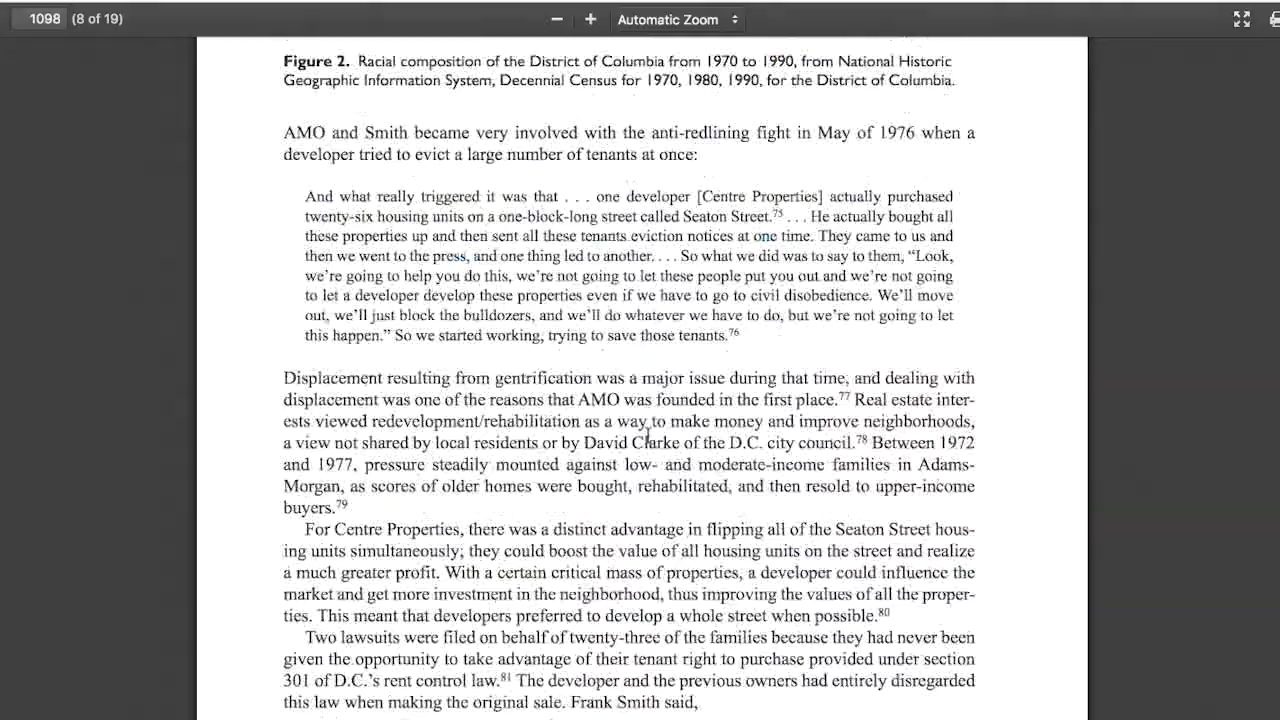 1098 (8 of 19) Automatic Zoom
Figure 2. Racial composition of the District of Columbia from 1970 to 1990, from National Historic
Geographic Information System, Decennial Census for 1970, 1980, 1990, for the District of Columbia.
AMO and Smith became very involved with the anti-redlining fight in May of 1976 when a
developer tried to evict a large number of tenants at once:
And what really triggered it was that . . . one developer [Centre Properties] actually purchased
twenty-six housing units on a one-block-long street called Seaton Street.75 . . . He actually bought all
these properties up and then sent all these tenants eviction notices at one time. They came to us and
then we went to the press, and one thing led to another. . . . So what we did was to say to them, “Look,
we’re going to help you do this, we’re not going to let these people put you out and we’re not going
to let a developer develop these properties even if we have to go to civil disobedience. We’ll move
out, we’ll just block the bulldozers, and we’ll do whatever we have to do, but we’re not going to let
this happen.” So we started working, trying to save those tenants.76
Displacement resulting from gentrification was a major issue during that time, and dealing with
displacement was one of the reasons that AMO was founded in the first place.77 Real estate inter-
ests viewed redevelopment/rehabilitation as a way to make money and improve neighborhoods,
a view not shared by local residents or by David Clarke of the D.C. city council.78 Between 1972
and 1977, pressure steadily mounted against low- and moderate-income families in Adams-
Morgan, as scores of older homes were bought, rehabilitated, and then resold to upper-income
buyers.79
For Centre Properties, there was a distinct advantage in flipping all of the Seaton Street hous-
ing units simultaneously; they could boost the value of all housing units on the street and realize
a much greater profit. With a certain critical mass of properties, a developer could influence the
market and get more investment in the neighborhood, thus improving the values of all the proper-
ties. This meant that developers preferred to develop a whole street when possible.80
Two lawsuits were filed on behalf of twenty-three of the families because they had never been
given the opportunity to take advantage of their tenant right to purchase provided under section
301 of D.C.’s rent control law.81 The developer and the previous owners had entirely disregarded
this law when making the original sale. Frank Smith said,